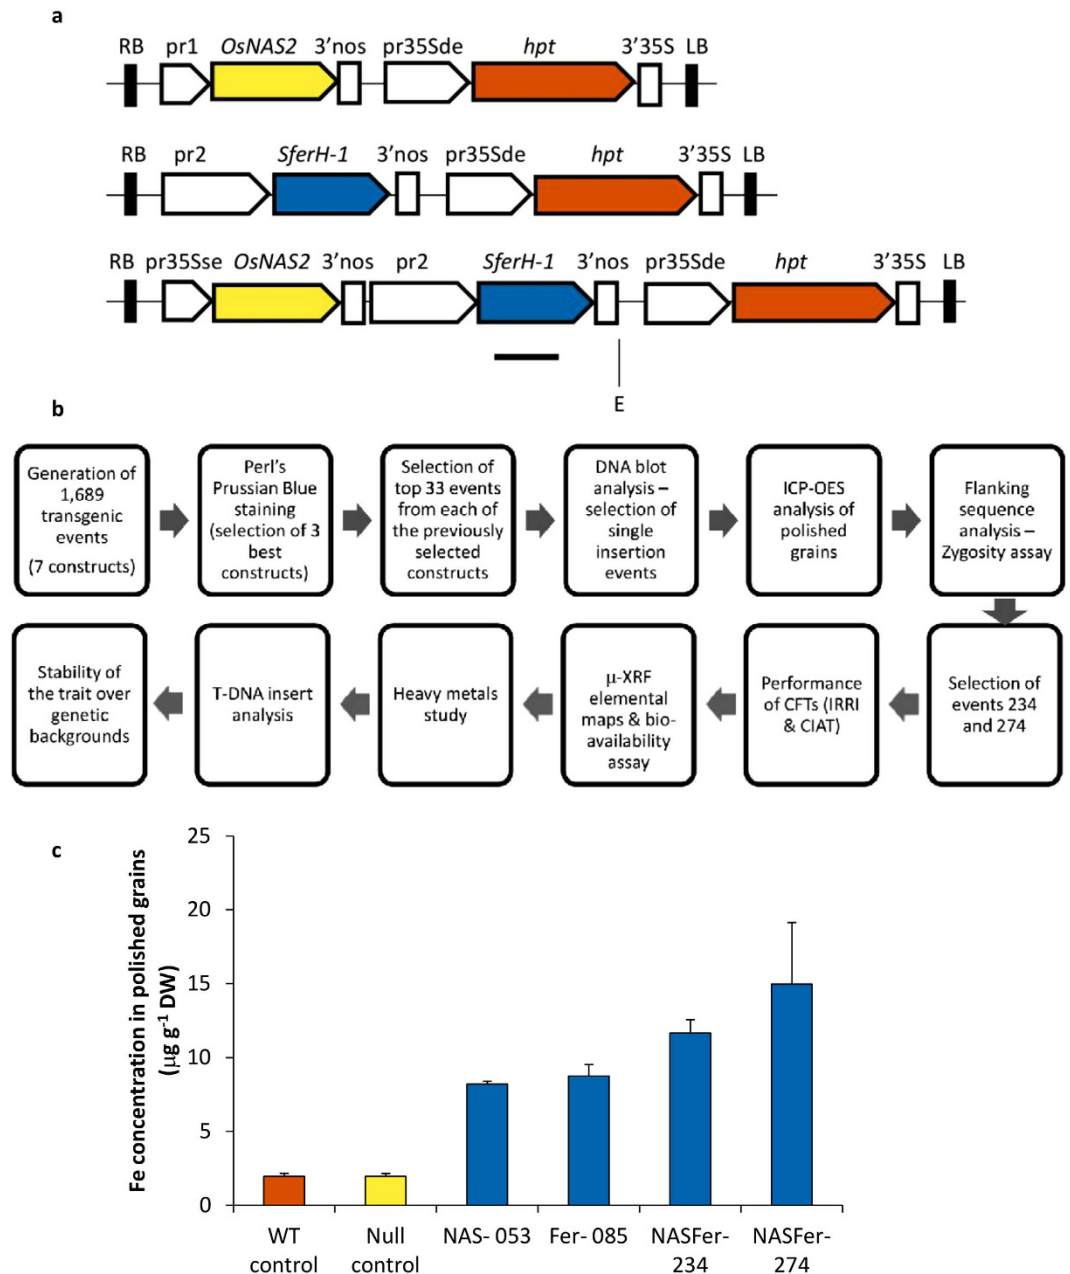 a
RB pr1 OsNAS2 3’nos pr35Sde hpt 3’35S LB
RB pr2 SferH-1 3’nos pr35Sde hpt 3’35S LB
RB pr35Sse OsNAS2 3’nos pr2 SferH-1 3’nos pr35Sde hpt 3’35S LB
E
b
Generation of
1,689
transgenic
events
(7 constructs)
Perl’s
Prussian Blue
staining
(selection of 3
best
constructs)
Selection of
top 33 events
from each of
the previously
selected
constructs
DNA blot
analysis –
selection of
single
insertion
events
ICP-OES
analysis of
polished
grains
Flanking
sequence
analysis –
Zygosity assay
Stability of
the trait over
genetic
backgrounds
T-DNA insert
analysis
Heavy metals
study
µ-XRF
elemental
maps & bio-
availability
assay
Performance
of CFTs (IRRI
& CIAT)
Selection of
events 234
and 274
c
Fe concentration in polished grains
(µg g⁻¹ DW)
25
20
15
10
5
0
WT
control
Null
control
NAS- 053
Fer- 085
NASFer-
234
NASFer-
274